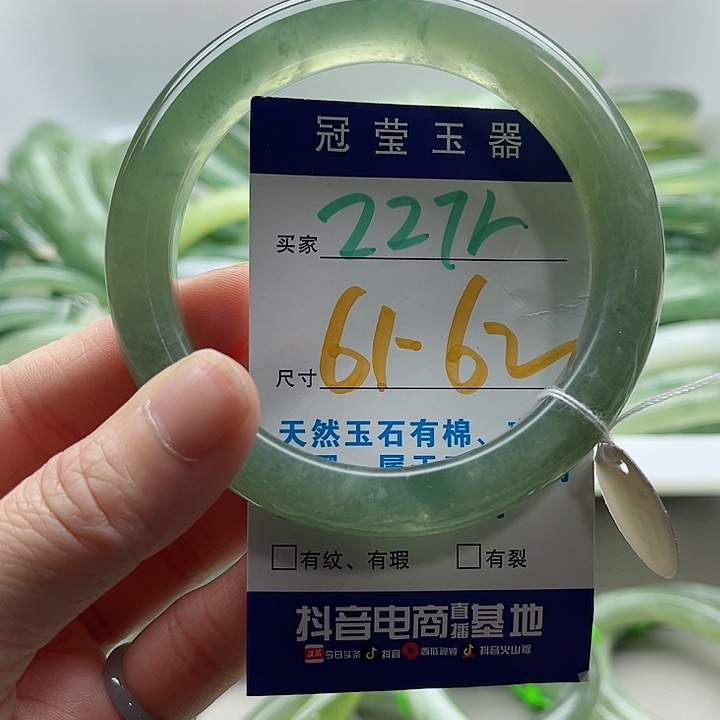 冠莹玉器
买家 2272
尺寸 61-62
天然玉石有棉、
有纹、有瑕 有裂
抖音电商直播基地
头条 今日头条 抖音 西瓜视频 抖音火山版